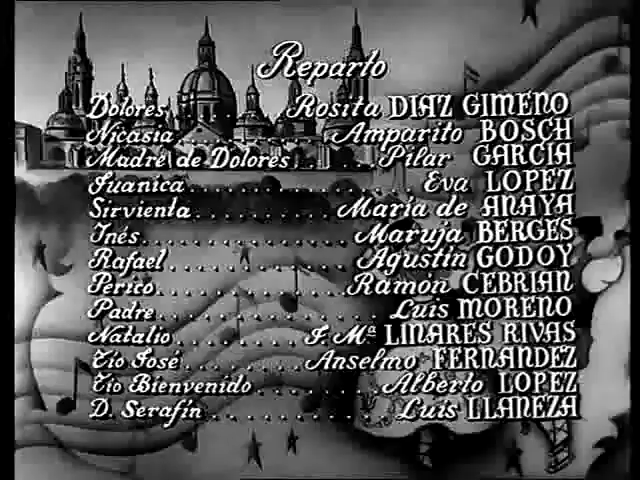 Reparto
Dolores........Rosita DIAZ GIMENO
Nicasia............Amparito BOSCH
Madre de Dolores......Pilar GARCIA
Juanica................Eva LOPEZ
Sirvienta..........María de ANAYA
Inés................Maruja BERGES
Rafael.............Agustín GODOY
Perico.............Ramón CEBRIAN
Padre................Luis MORENO
Natalio........J. Mª LINARES RIVAS
Tío José........Anselmo FERNANDEZ
Tío Bienvenido......Alberto LOPEZ
D. Serafín...........Luis LLANEZA